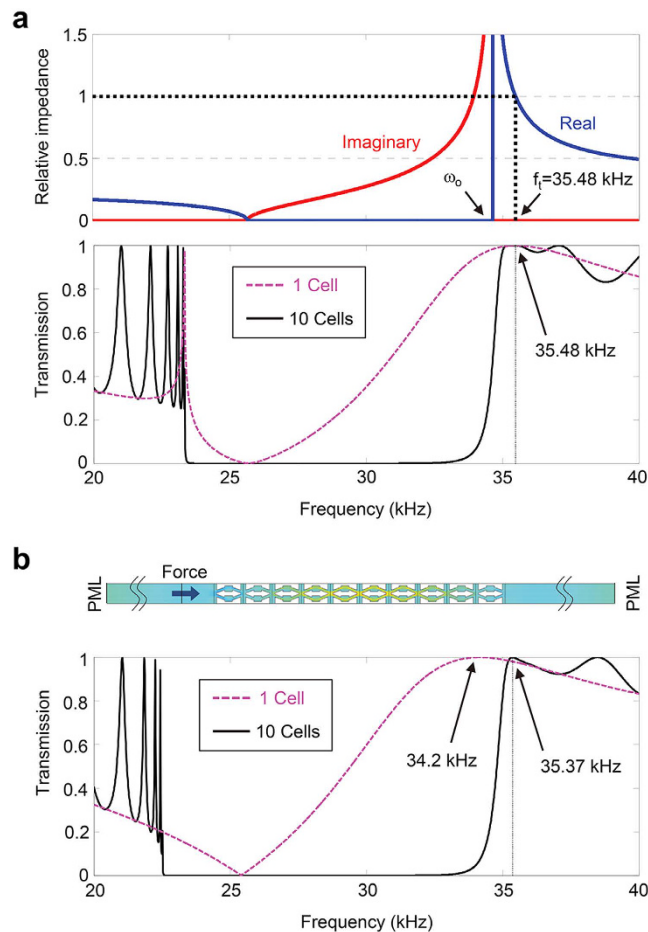 a
1.5
1
0.5
0
Relative impedance
Imaginary
Real
ω₀
fₜ=35.48 kHz
1
0.8
0.6
0.4
0.2
0
Transmission
1 Cell
10 Cells
35.48 kHz
20 25 30 35 40
Frequency (kHz)
b
PML
Force
PML
1
0.8
0.6
0.4
0.2
0
Transmission
1 Cell
10 Cells
34.2 kHz
35.37 kHz
20 25 30 35 40
Frequency (kHz)